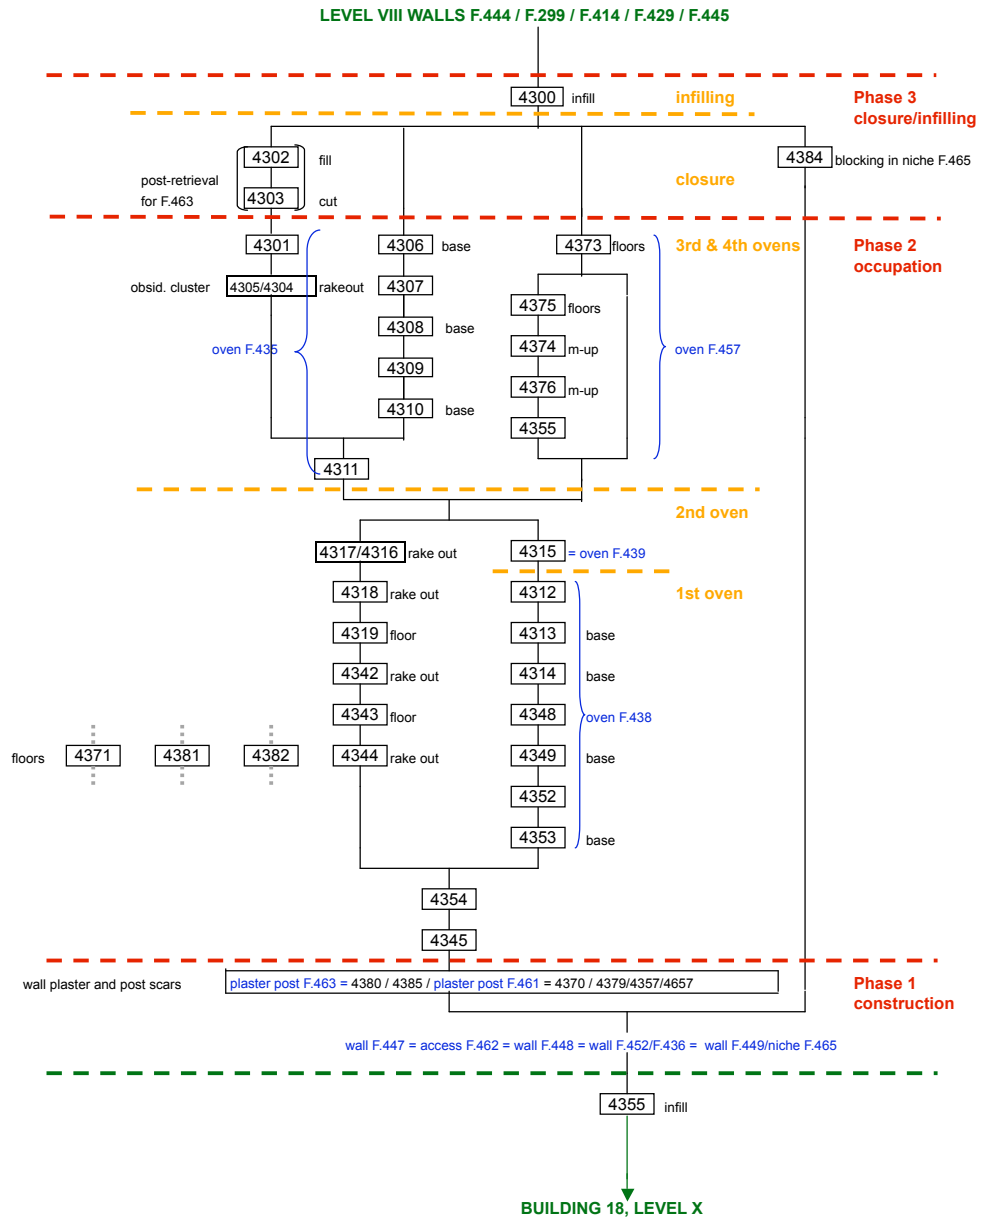 LEVEL VIII WALLS F.444 / F.299 / F.414 / F.429 / F.445
4300 infill
infilling
Phase 3
closure/infilling
4302 fill
4384 blocking in niche F.465
post-retrieval
for F.463
4303 cut
closure
4301
4306 base
4373 floors
3rd & 4th ovens
Phase 2
occupation
obsid. cluster
4305/4304 rakeout
4307
4375 floors
4308 base
oven F.435
4374 m-up
oven F.457
4309
4376 m-up
4310 base
4355
4311
2nd oven
4317/4316 rake out
4315 = oven F.439
4318 rake out
4312
1st oven
4319 floor
4313 base
4342 rake out
4314 base
4343 floor
4348
oven F.438
floors
4371
4381
4382
4344 rake out
4349 base
4352
4353 base
4354
4345
wall plaster and post scars
plaster post F.463 = 4380 / 4385 / plaster post F.461 = 4370 / 4379/4357/4657
Phase 1
construction
wall F.447 = access F.462 = wall F.448 = wall F.452/F.436 = wall F.449/niche F.465
4355 infill
BUILDING 18, LEVEL X